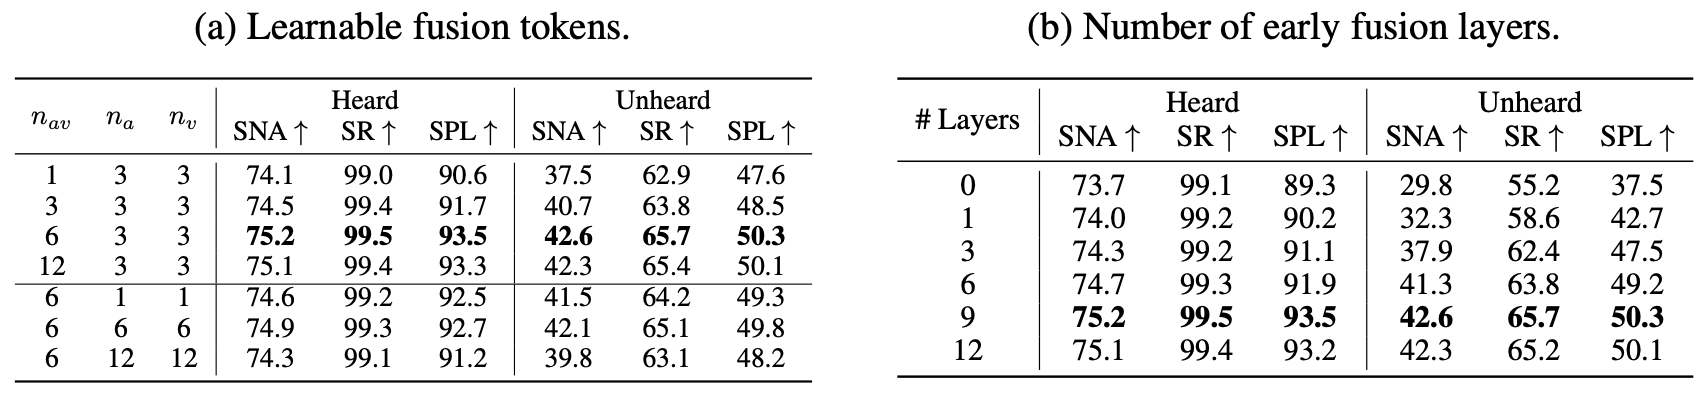 (a) Learnable fusion tokens.
n_av n_a n_v Heard Unheard
SNA ↑ SR ↑ SPL ↑ SNA ↑ SR ↑ SPL ↑
1 3 3 74.1 99.0 90.6 37.5 62.9 47.6
3 3 3 74.5 99.4 91.7 40.7 63.8 48.5
6 3 3 75.2 99.5 93.5 42.6 65.7 50.3
12 3 3 75.1 99.4 93.3 42.3 65.4 50.1
6 1 1 74.6 99.2 92.5 41.5 64.2 49.3
6 6 6 74.9 99.3 92.7 42.1 65.1 49.8
6 12 12 74.3 99.1 91.2 39.8 63.1 48.2
(b) Number of early fusion layers.
# Layers Heard Unheard
SNA ↑ SR ↑ SPL ↑ SNA ↑ SR ↑ SPL ↑
0 73.7 99.1 89.3 29.8 55.2 37.5
1 74.0 99.2 90.2 32.3 58.6 42.7
3 74.3 99.2 91.1 37.9 62.4 47.5
6 74.7 99.3 91.9 41.3 63.8 49.2
9 75.2 99.5 93.5 42.6 65.7 50.3
12 75.1 99.4 93.2 42.3 65.2 50.1